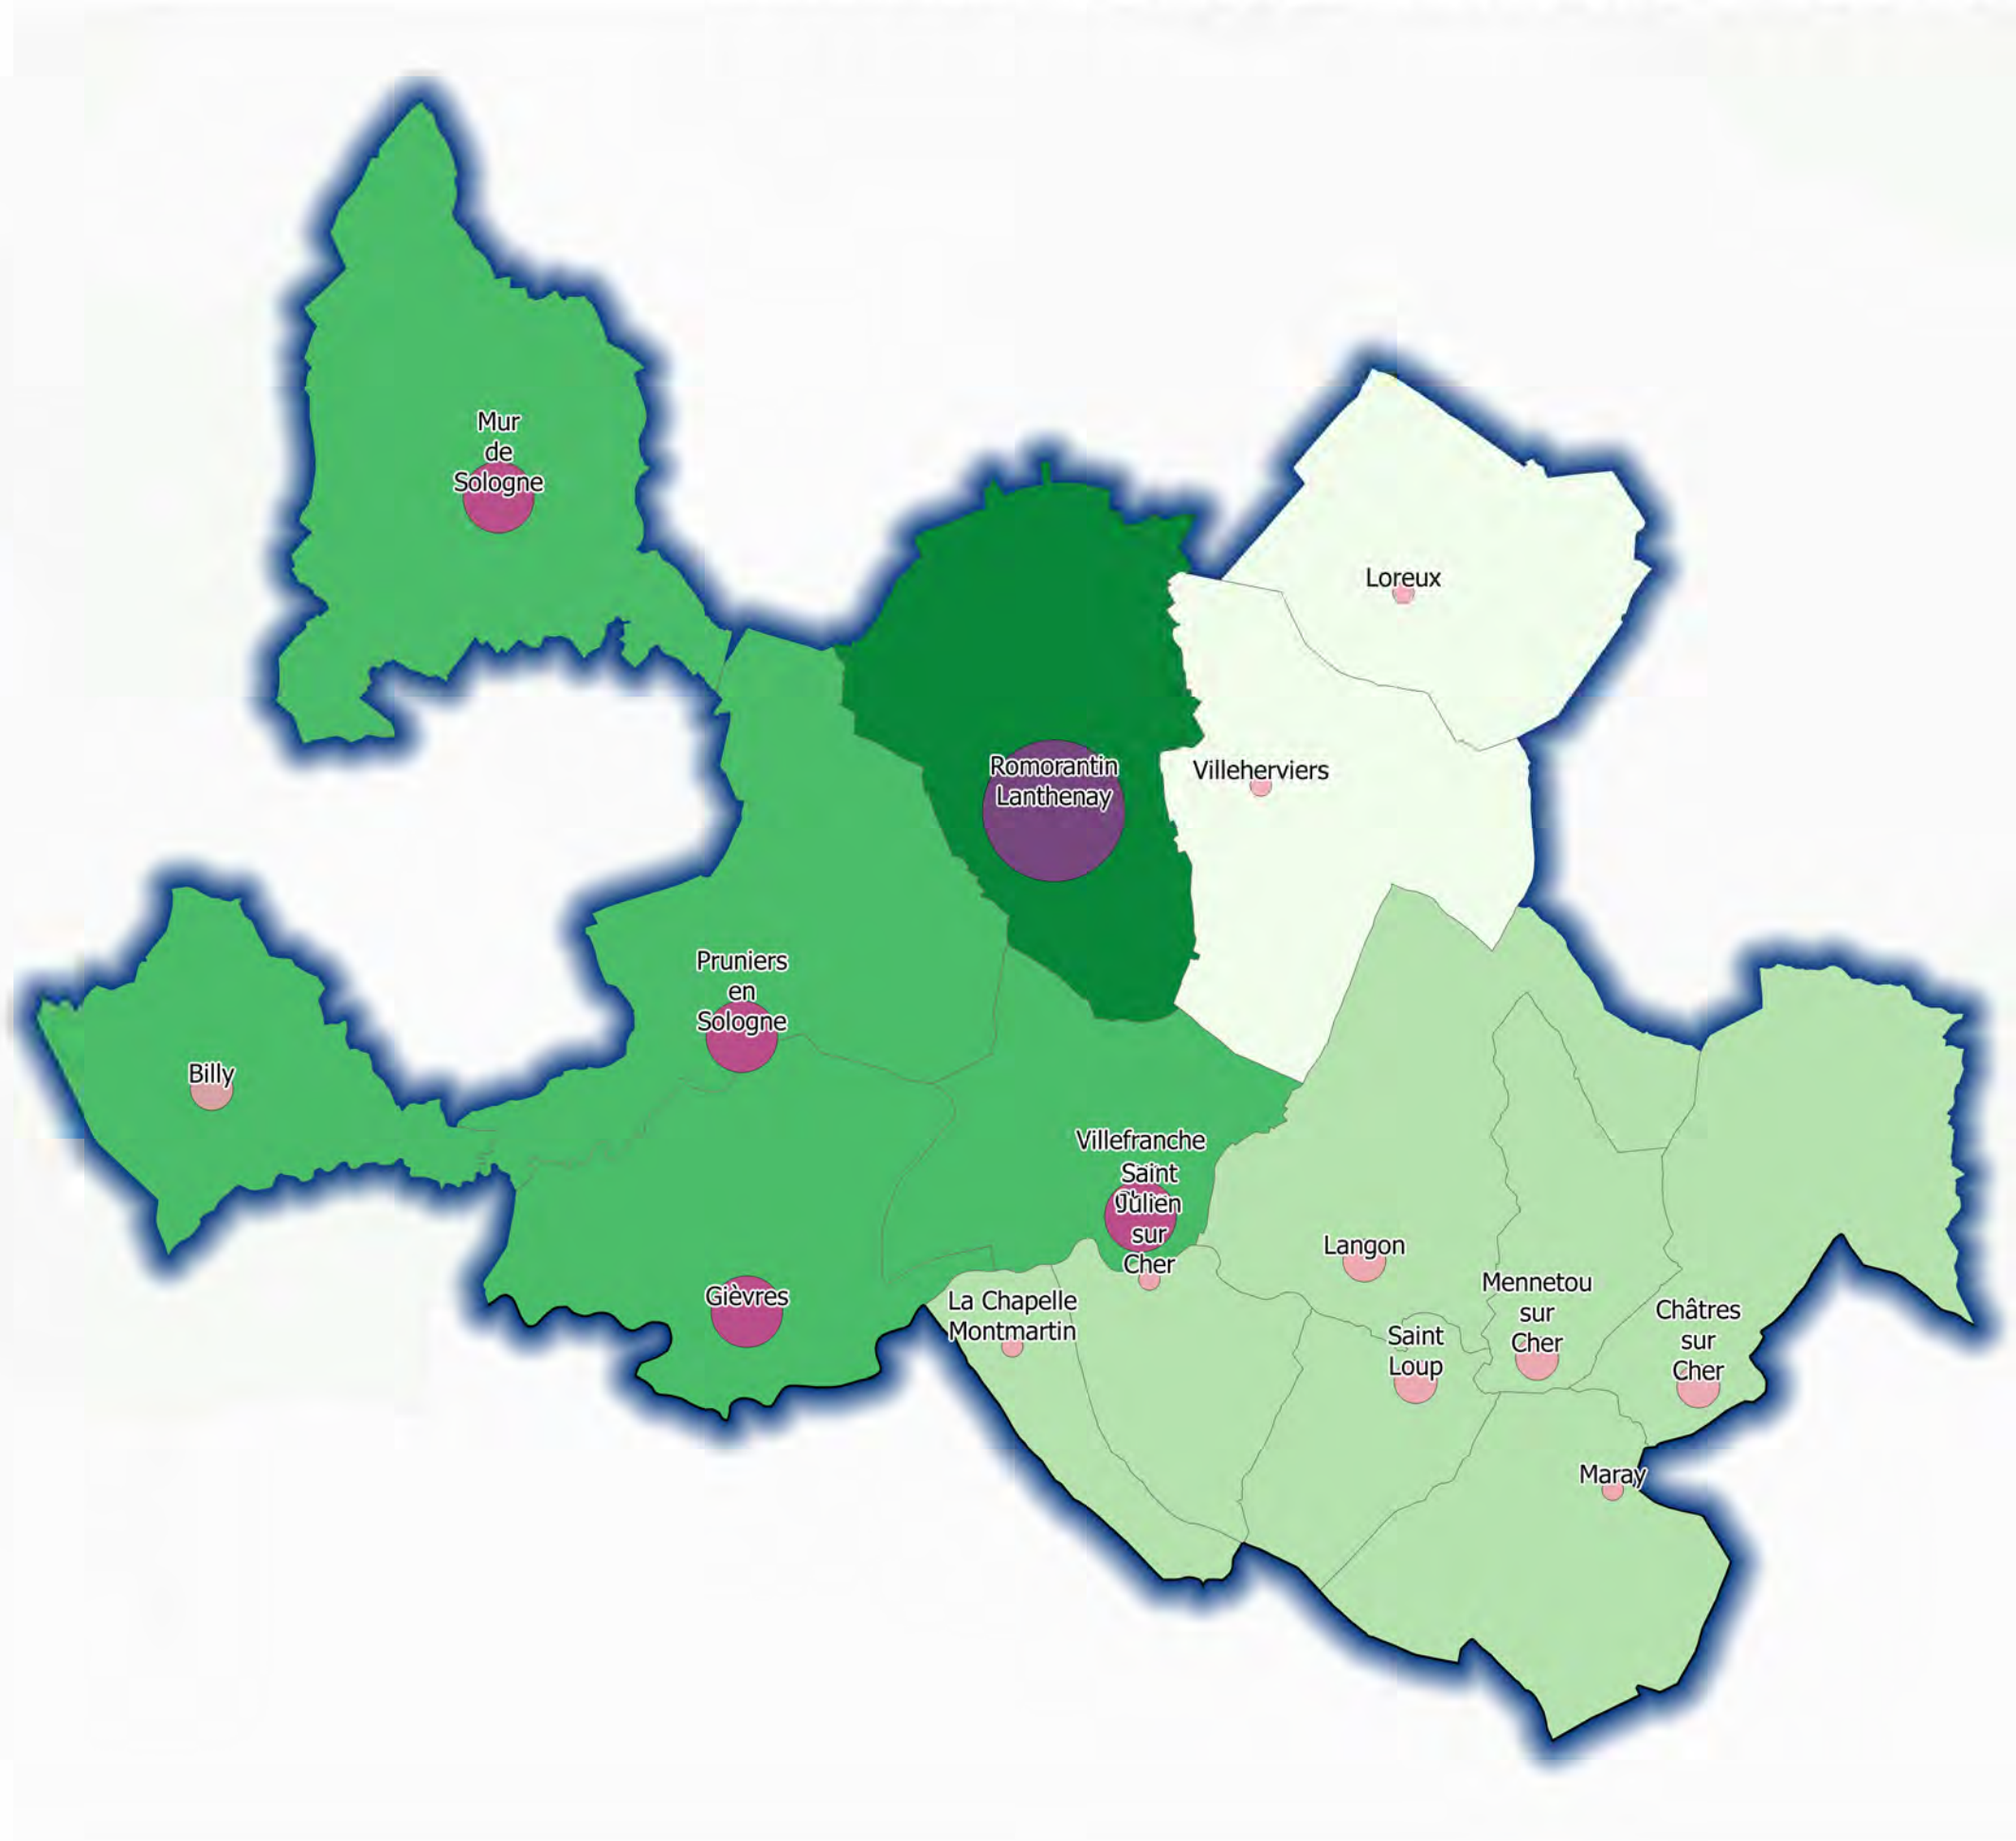 Mur
de
Sologne
Loreux
Romorantin
Lanthenay
Villeherviers
Pruniers
en
Sologne
Billy
Villefranche
Saint
Julien
sur
Cher
Langon
Gièvres
La Chapelle
Montmartin
Mennetou
sur
Cher
Châtres
sur
Cher
Saint
Loup
Maray